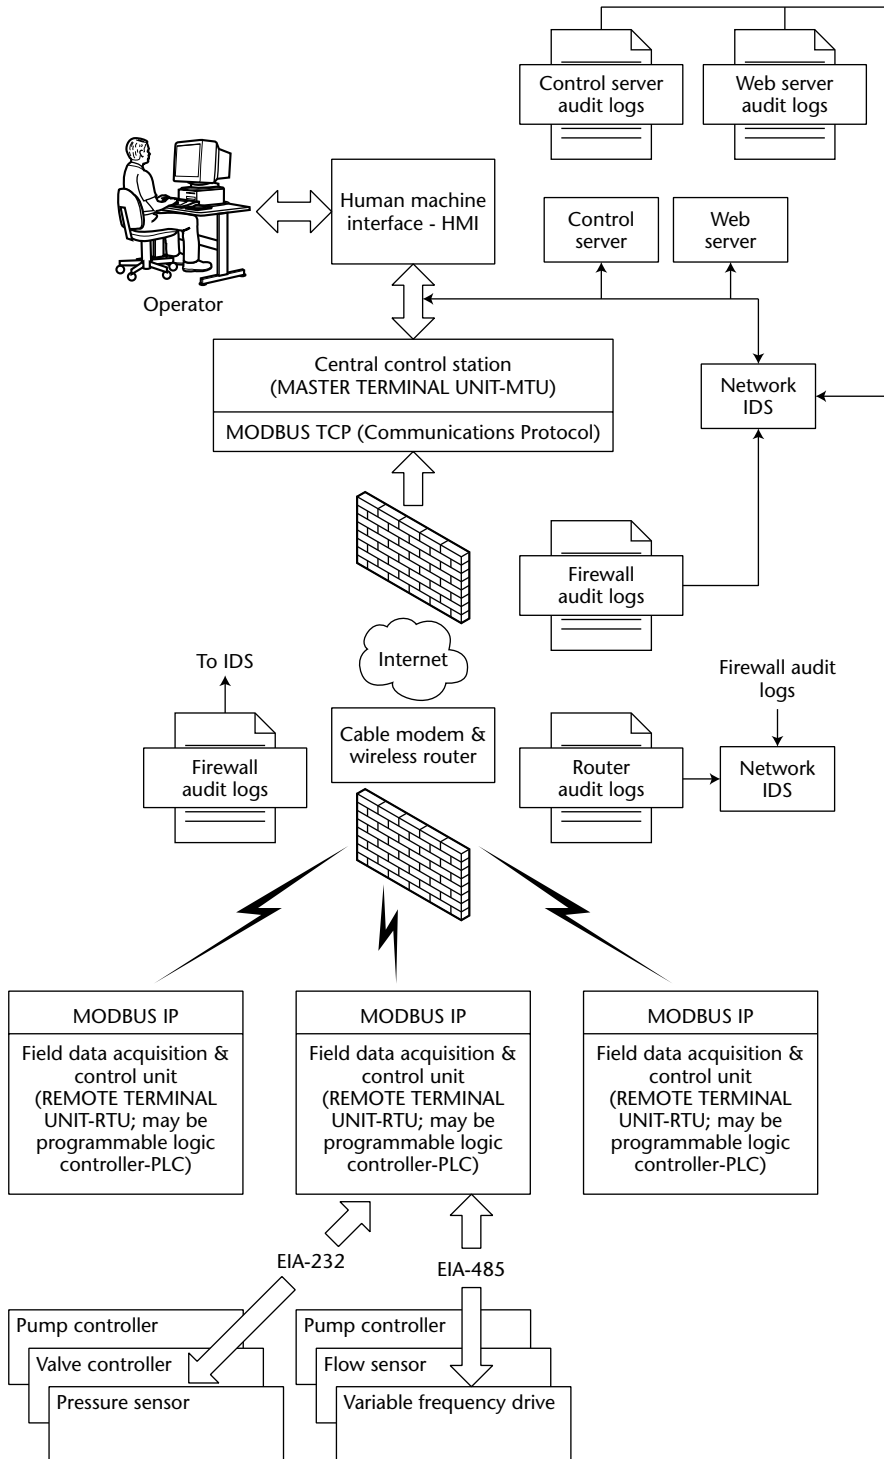 Control server
audit logs
Web server
audit logs
Human machine
interface - HMI
Control
server
Web
server
Operator
Central control station
(MASTER TERMINAL UNIT-MTU)
MODBUS TCP (Communications Protocol)
Network
IDS
Firewall
audit logs
Internet
To IDS
Firewall audit
logs
Cable modem &
wireless router
Firewall
audit logs
Router
audit logs
Network
IDS
MODBUS IP
Field data acquisition &
control unit
(REMOTE TERMINAL
UNIT-RTU; may be
programmable logic
controller-PLC)
MODBUS IP
Field data acquisition &
control unit
(REMOTE TERMINAL
UNIT-RTU; may be
programmable logic
controller-PLC)
MODBUS IP
Field data acquisition &
control unit
(REMOTE TERMINAL
UNIT-RTU; may be
programmable logic
controller-PLC)
EIA-232
EIA-485
Pump controller
Valve controller
Pressure sensor
Pump controller
Flow sensor
Variable frequency drive